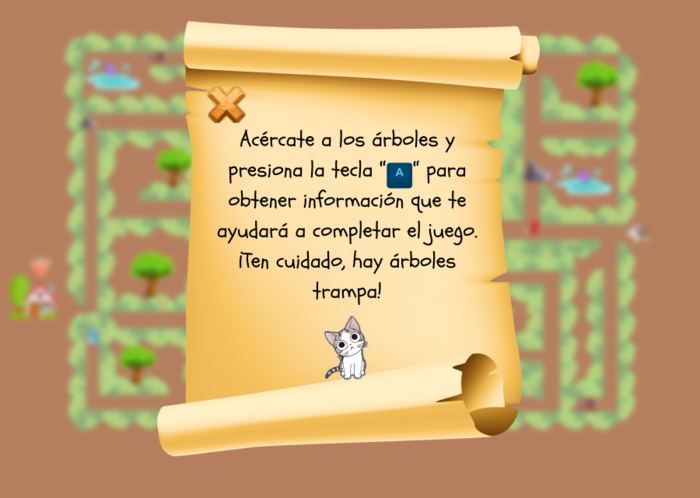 Acércate a los árboles y
presiona la tecla "A" para
obtener información que te
ayudará a completar el juego.
¡Ten cuidado, hay árboles
trampa!